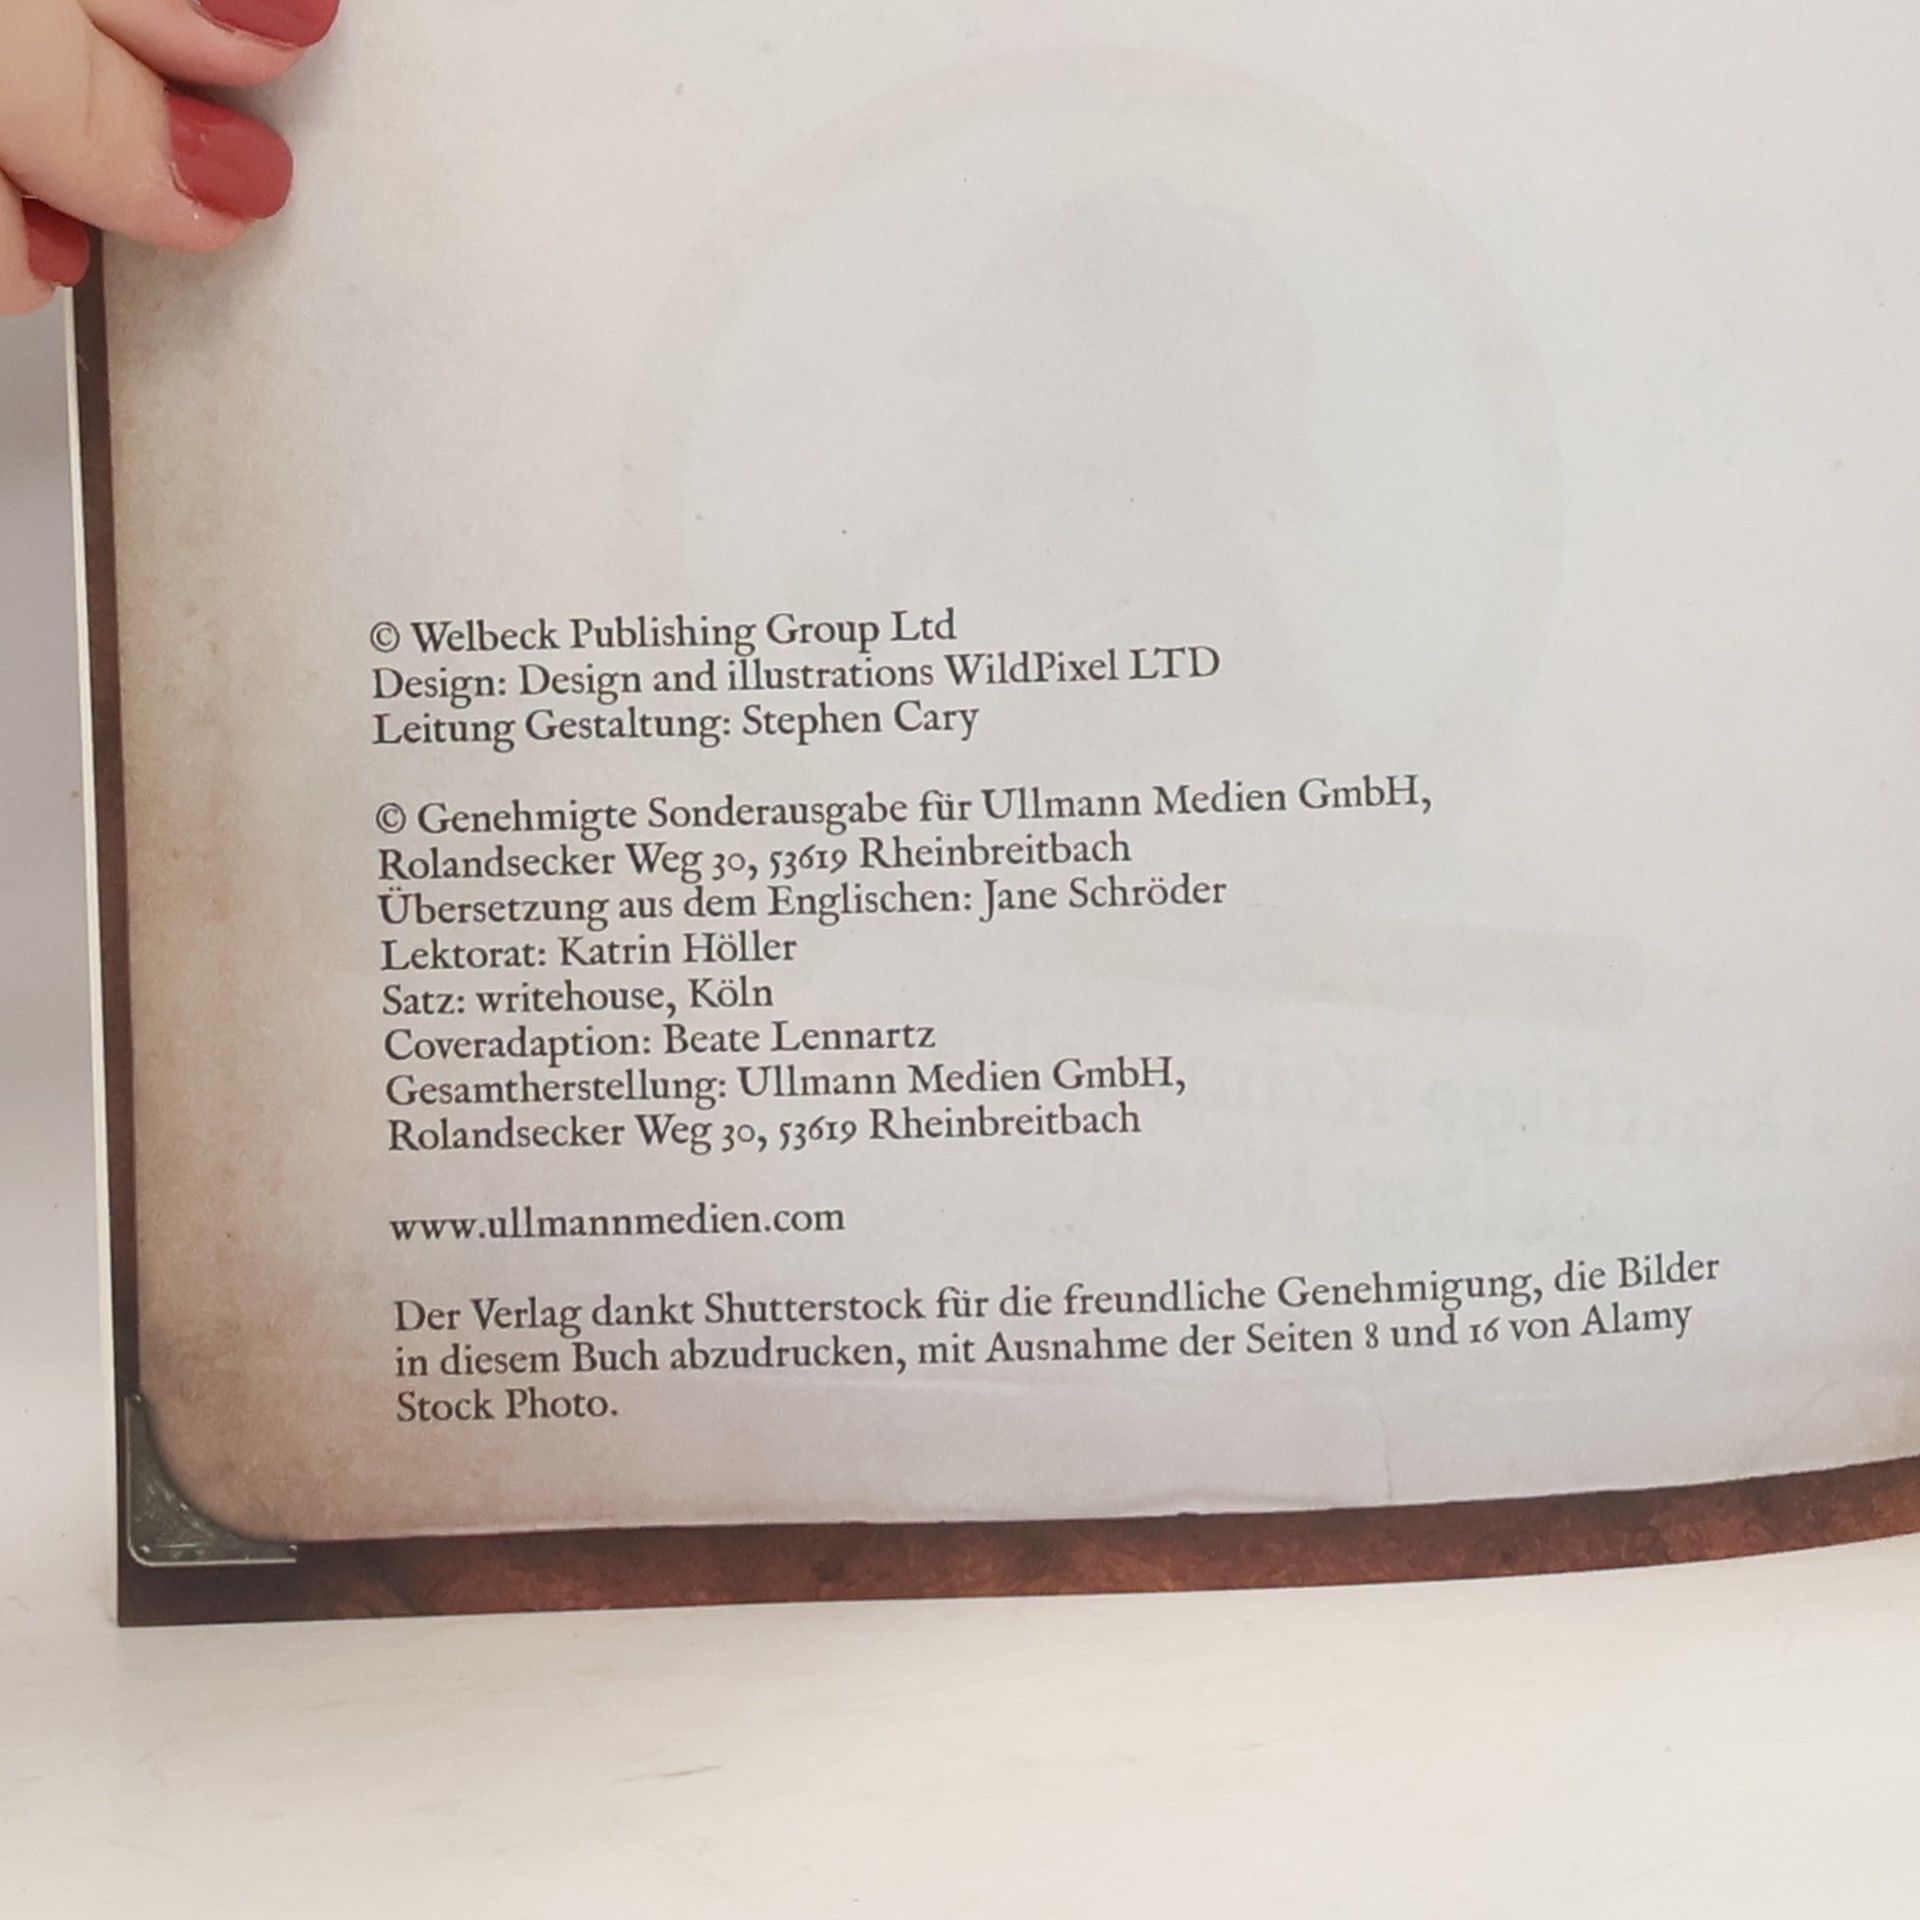 © Welbeck Publishing Group Ltd
Design: Design and illustrations WildPixel LTD
Leitung Gestaltung: Stephen Cary
© Genehmigte Sonderausgabe für Ullmann Medien GmbH,
Rolandsecker Weg 30, 53619 Rheinbreitbach
Übersetzung aus dem Englischen: Jane Schröder
Lektorat: Katrin Höller
Satz: writehouse, Köln
Coveradaption: Beate Lennartz
Gesamtherstellung: Ullmann Medien GmbH,
Rolandsecker Weg 30, 53619 Rheinbreitbach
www.ullmannmedien.com
Der Verlag dankt Shutterstock für die freundliche Genehmigung, die Bilder
in diesem Buch abzudrucken, mit Ausnahme der Seiten 8 und 16 von Alamy
Stock Photo.